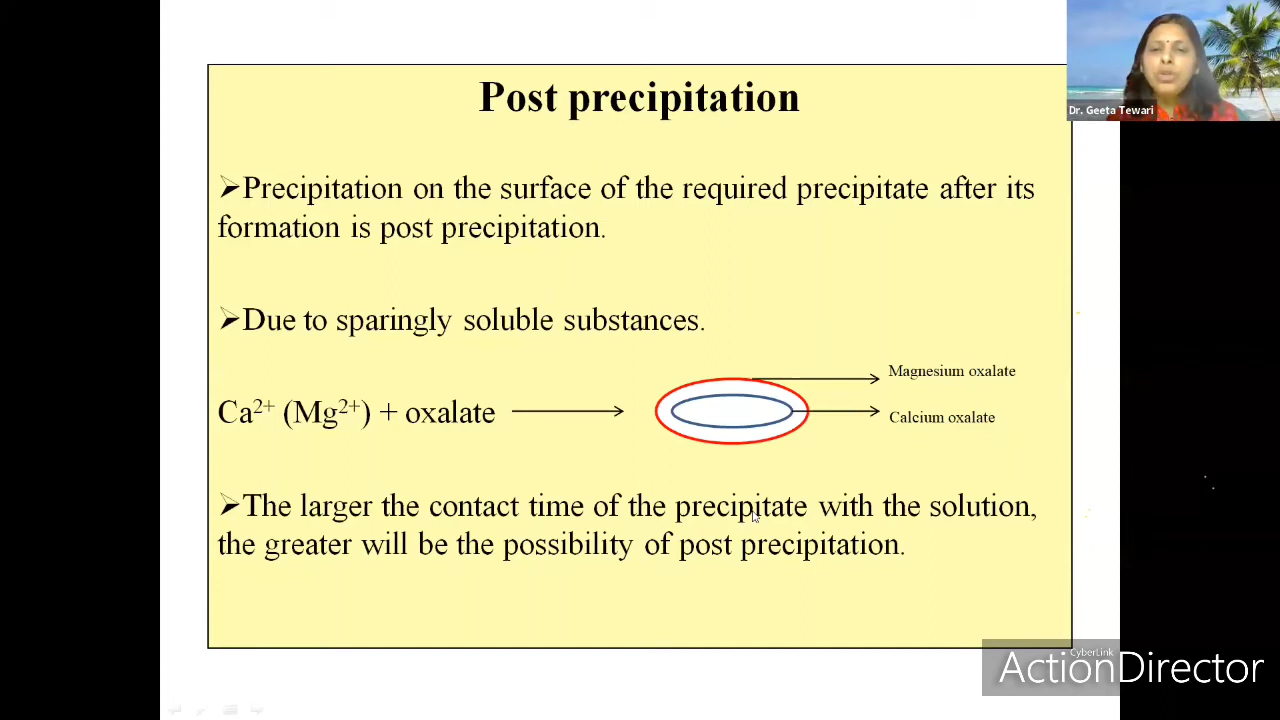 Post precipitation
Dr. Geeta Tewari
➢Precipitation on the surface of the required precipitate after its
formation is post precipitation.
➢Due to sparingly soluble substances.
Magnesium oxalate
Ca²⁺ (Mg²⁺) + oxalate
Calcium oxalate
➢The larger the contact time of the precipitate with the solution,
the greater will be the possibility of post precipitation.
CyberLink
ActionDirector